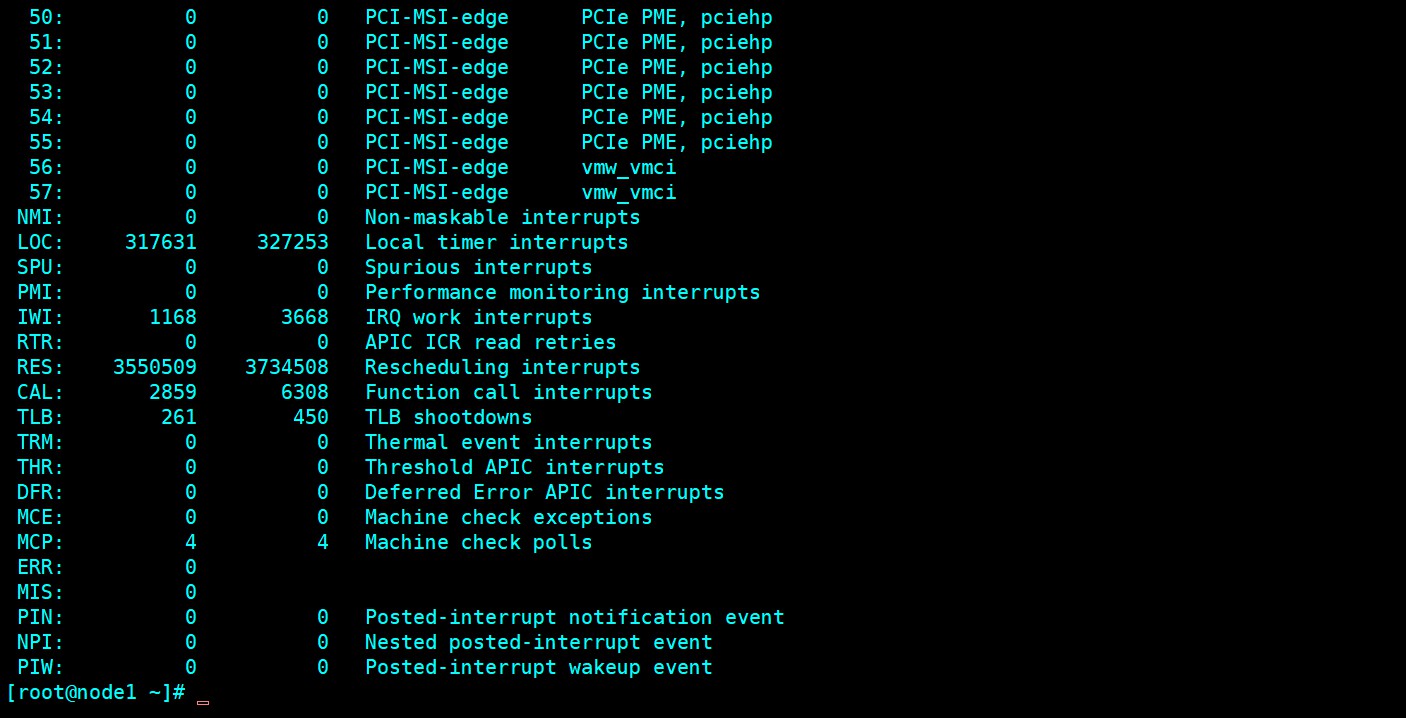 50: 0 0 PCI-MSI-edge PCIe PME, pciehp
51: 0 0 PCI-MSI-edge PCIe PME, pciehp
52: 0 0 PCI-MSI-edge PCIe PME, pciehp
53: 0 0 PCI-MSI-edge PCIe PME, pciehp
54: 0 0 PCI-MSI-edge PCIe PME, pciehp
55: 0 0 PCI-MSI-edge PCIe PME, pciehp
56: 0 0 PCI-MSI-edge vmw_vmci
57: 0 0 PCI-MSI-edge vmw_vmci
NMI: 0 0 Non-maskable interrupts
LOC: 317631 327253 Local timer interrupts
SPU: 0 0 Spurious interrupts
PMI: 0 0 Performance monitoring interrupts
IWI: 1168 3668 IRQ work interrupts
RTR: 0 0 APIC ICR read retries
RES: 3550509 3734508 Rescheduling interrupts
CAL: 2859 6308 Function call interrupts
TLB: 261 450 TLB shootdowns
TRM: 0 0 Thermal event interrupts
THR: 0 0 Threshold APIC interrupts
DFR: 0 0 Deferred Error APIC interrupts
MCE: 0 0 Machine check exceptions
MCP: 4 4 Machine check polls
ERR: 0
MIS: 0
PIN: 0 0 Posted-interrupt notification event
NPI: 0 0 Nested posted-interrupt event
PIW: 0 0 Posted-interrupt wakeup event
[root@node1 ~]#